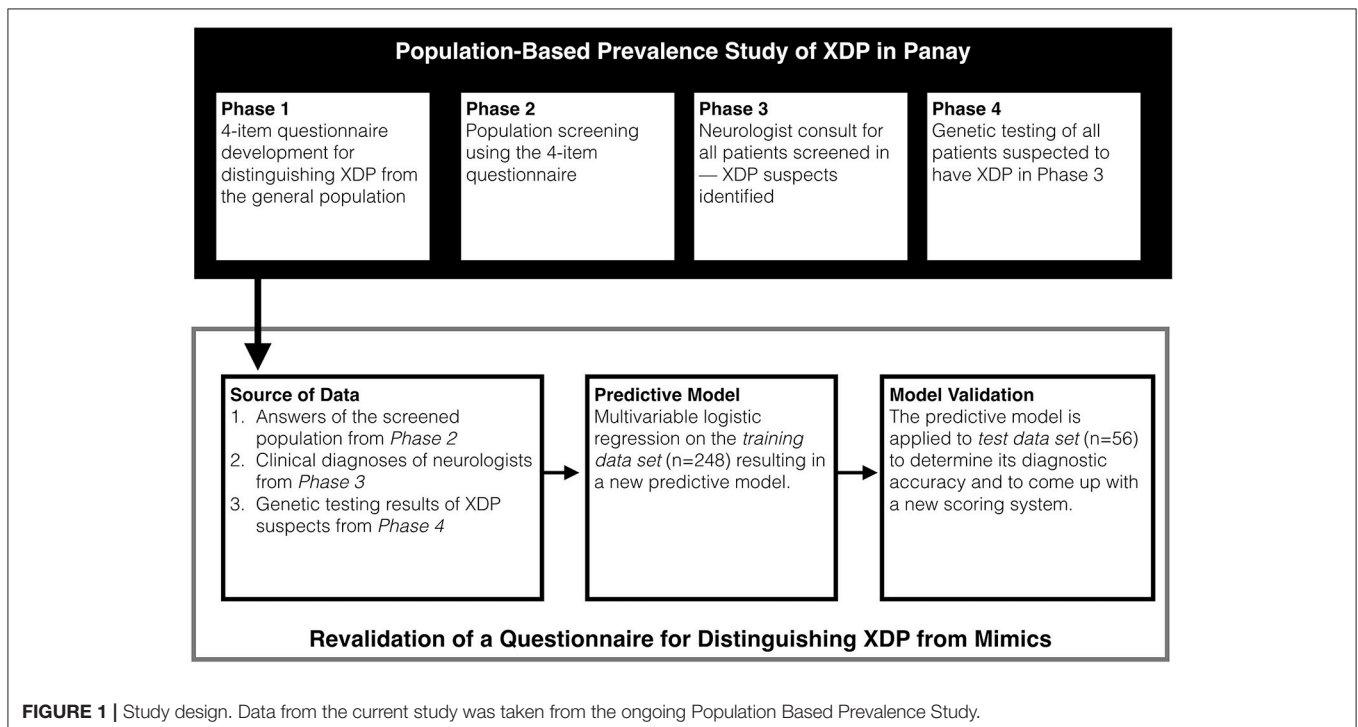 Population-Based Prevalence Study of XDP in Panay
Phase 1
4-item questionnaire
development for
distinguishing XDP from
the general population
Phase 2
Population screening
using the 4-item
questionnaire
Phase 3
Neurologist consult for
all patients screened in
— XDP suspects
identified
Phase 4
Genetic testing of all
patients suspected to
have XDP in Phase 3
Source of Data
1. Answers of the screened
population from Phase 2
2. Clinical diagnoses of neurologists
from Phase 3
3. Genetic testing results of XDP
suspects from Phase 4
Predictive Model
Multivariable logistic
regression on the training
data set (n=248) resulting in
a new predictive model.
Model Validation
The predictive model is
applied to test data set (n=56)
to determine its diagnostic
accuracy and to come up with
a new scoring system.
Revalidation of a Questionnaire for Distinguishing XDP from Mimics
FIGURE 1 | Study design. Data from the current study was taken from the ongoing Population Based Prevalence Study.